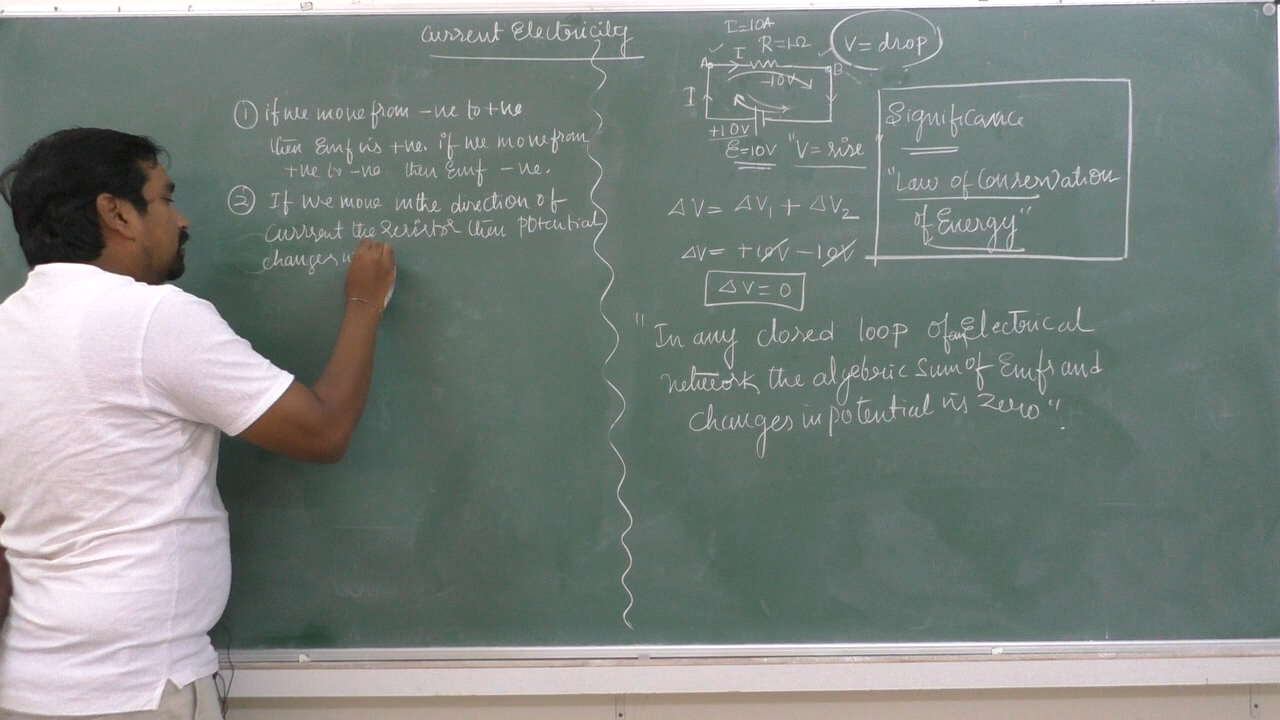 Current Electricity
① if we move from -ve to +ve
then Emf is +ve. if we move from
+ve to -ve then Emf -ve.
② If we move in the direction of
current the resistor then potential
changes
I=10A
R=1Ω
I
A
B
-10V
I
+10V
E=10V
"V= rise
V= drop
Significance
"Law of Conservation
of Energy"
ΔV= ΔV₁ + ΔV₂
ΔV= +10V -10V
ΔV=0
"In any closed loop of an Electrical
network the algebric sum of Emfs and
changes in potential is zero".